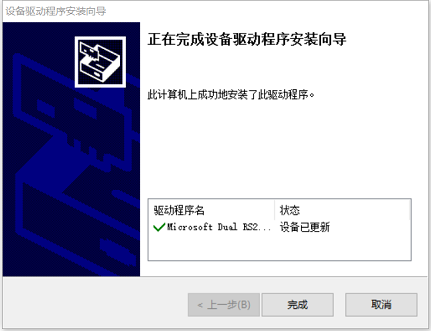 设备驱动程序安装向导
正在完成设备驱动程序安装向导
此计算机上成功地安装了此驱动程序。
驱动程序名 状态
Microsoft Dual RS2... 设备已更新
< 上一步(B) 完成 取消